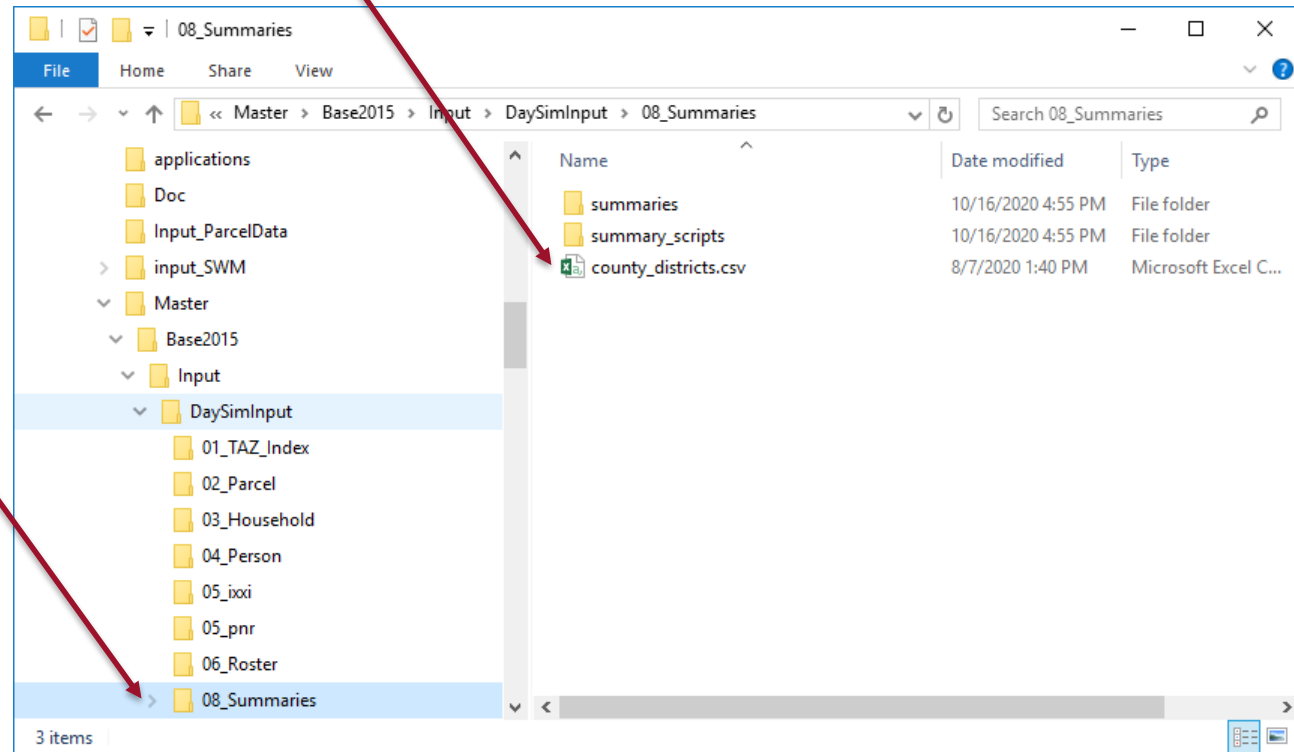 08_Summaries
File Home Share View
« Master > Base2015 > Input > DaySimInput > 08_Summaries
Search 08_Summaries
applications
Doc
Input_ParcelData
input_SWM
Master
Base2015
Input
DaySimInput
01_TAZ_Index
02_Parcel
03_Household
04_Person
05_ixxi
05_pnr
06_Roster
08_Summaries
Name Date modified Type
summaries 10/16/2020 4:55 PM File folder
summary_scripts 10/16/2020 4:55 PM File folder
county_districts.csv 8/7/2020 1:40 PM Microsoft Excel C...
3 items